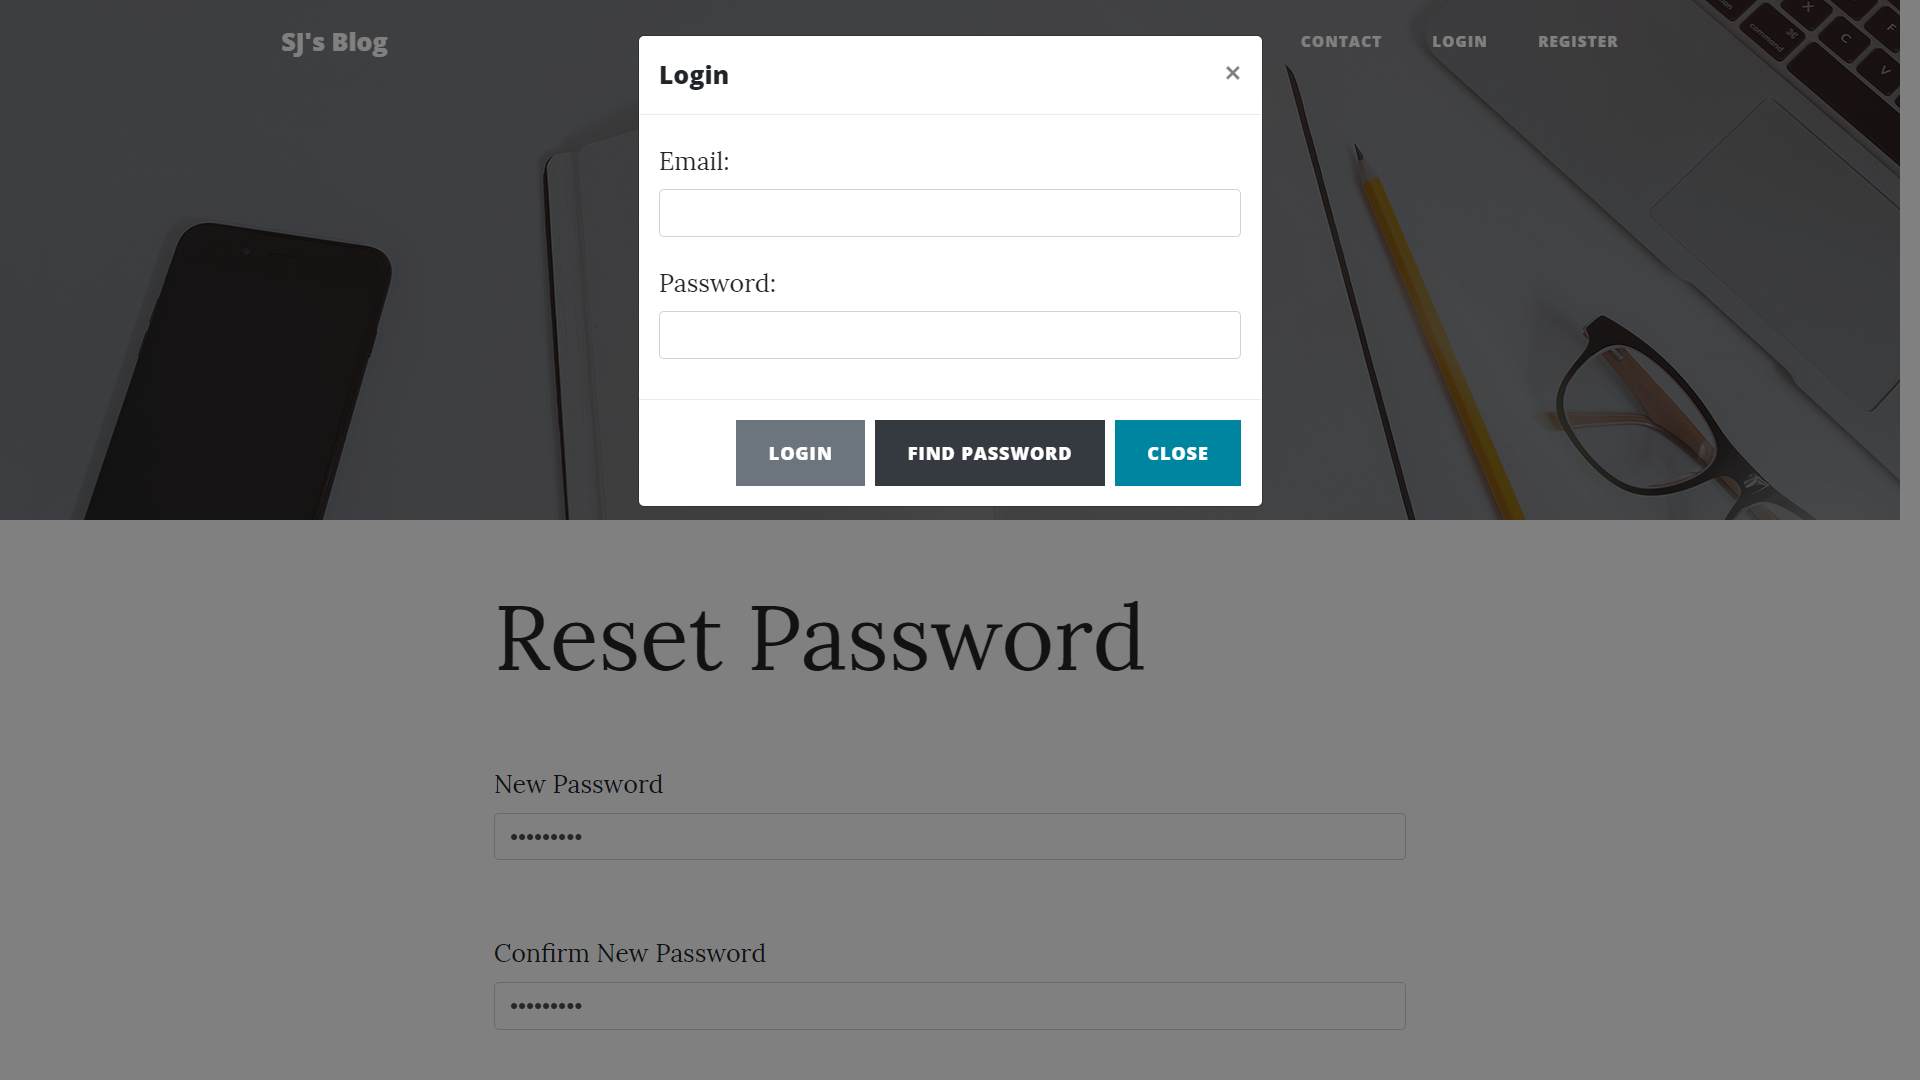 SJ's Blog
CONTACT
LOGIN
REGISTER
Login
×
Email:
Password:
LOGIN
FIND PASSWORD
CLOSE
Reset Password
New Password
•••••••••
Confirm New Password
•••••••••
command
X
C
F
V